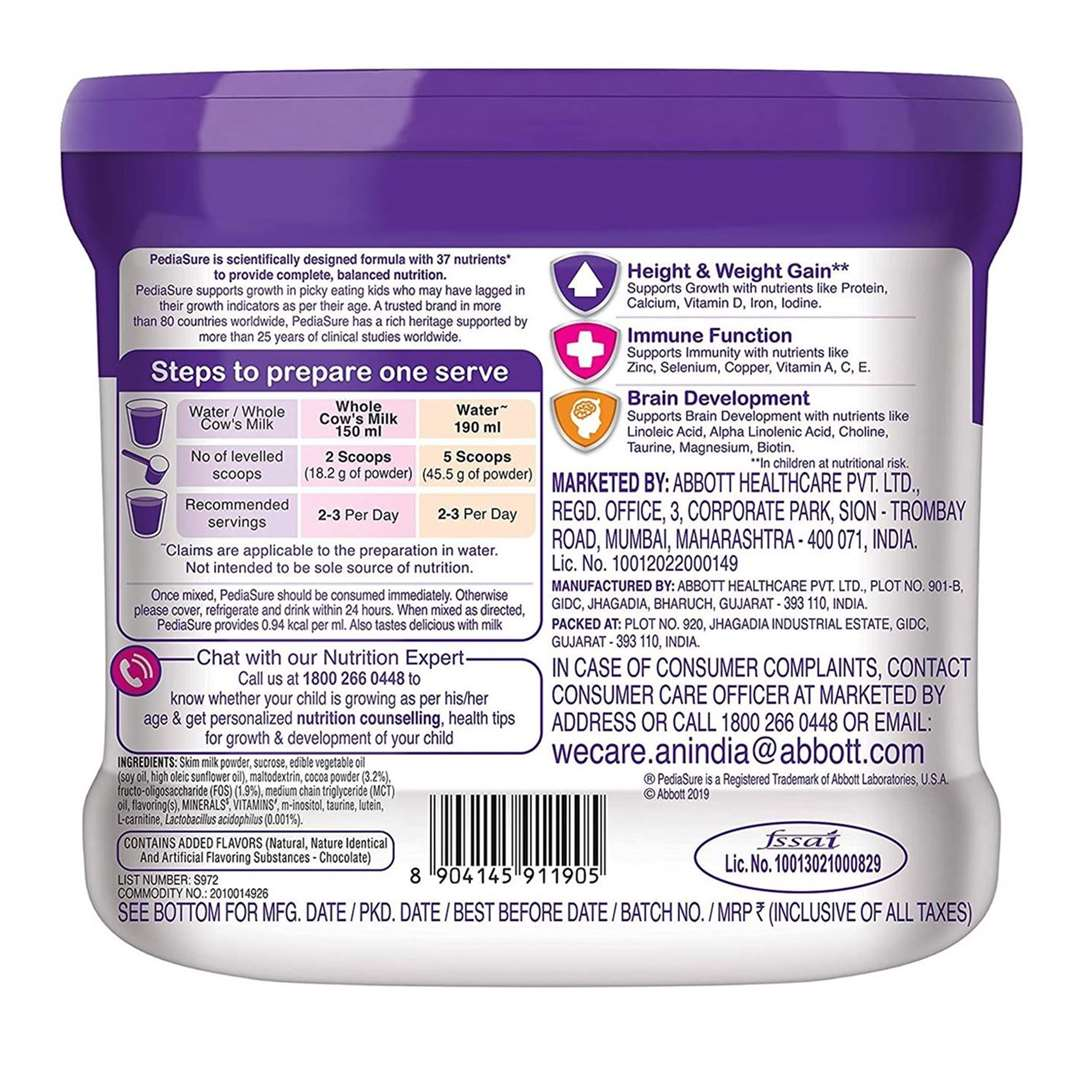 PediaSure is scientifically designed formula with 37 nutrients*
to provide complete, balanced nutrition.
PediaSure supports growth in picky eating kids who may have lagged in
their growth indicators as per their age. A trusted brand in more
than 80 countries worldwide, PediaSure has a rich heritage supported by
more than 25 years of clinical studies worldwide.
Steps to prepare one serve
Water / Whole
Cow's Milk
Whole
Cow's Milk
150 ml
Water~
190 ml
No of levelled
scoops
2 Scoops
(18.2 g of powder)
5 Scoops
(45.5 g of powder)
Recommended
servings
2-3 Per Day
2-3 Per Day
~Claims are applicable to the preparation in water.
Not intended to be sole source of nutrition.
Once mixed, PediaSure should be consumed immediately. Otherwise
please cover, refrigerate and drink within 24 hours. When mixed as directed,
PediaSure provides 0.94 kcal per ml. Also tastes delicious with milk
Chat with our Nutrition Expert
Call us at 1800 266 0448 to
know whether your child is growing as per his/her
age & get personalized nutrition counselling, health tips
for growth & development of your child
INGREDIENTS: Skim milk powder, sucrose, edible vegetable oil
(soy oil, high oleic sunflower oil), maltodextrin, cocoa powder (3.2%),
fructo-oligosaccharide (FOS) (1.9%), medium chain triglyceride (MCT)
oil, flavoring(s), MINERALS, VITAMINS, m-inositol, taurine, lutein,
L-carnitine, Lactobacillus acidophilus (0.001%).
CONTAINS ADDED FLAVORS (Natural, Nature Identical
And Artificial Flavoring Substances - Chocolate)
LIST NUMBER: S972
COMMODITY NO.: 2010014926
Height & Weight Gain**
Supports Growth with nutrients like Protein,
Calcium, Vitamin D, Iron, Iodine.
Immune Function
Supports Immunity with nutrients like
Zinc, Selenium, Copper, Vitamin A, C, E.
Brain Development
Supports Brain Development with nutrients like
Linoleic Acid, Alpha Linolenic Acid, Choline,
Taurine, Magnesium, Biotin.
**In children at nutritional risk.
MARKETED BY: ABBOTT HEALTHCARE PVT. LTD.,
REGD. OFFICE, 3, CORPORATE PARK, SION - TROMBAY
ROAD, MUMBAI, MAHARASHTRA - 400 071, INDIA.
Lic. No. 10012022000149
MANUFACTURED BY: ABBOTT HEALTHCARE PVT. LTD., PLOT NO. 901-B,
GIDC, JHAGADIA, BHARUCH, GUJARAT - 393 110, INDIA.
PACKED AT: PLOT NO. 920, JHAGADIA INDUSTRIAL ESTATE, GIDC,
GUJARAT - 393 110, INDIA.
IN CASE OF CONSUMER COMPLAINTS, CONTACT
CONSUMER CARE OFFICER AT MARKETED BY
ADDRESS OR CALL 1800 266 0448 OR EMAIL:
wecare.anindia@abbott.com
® PediaSure is a Registered Trademark of Abbott Laboratories, U.S.A.
© Abbott 2019
8 904145 911905
fssai
Lic. No. 10013021000829
SEE BOTTOM FOR MFG. DATE / PKD. DATE / BEST BEFORE DATE / BATCH NO. / MRP ₹ (INCLUSIVE OF ALL TAXES)